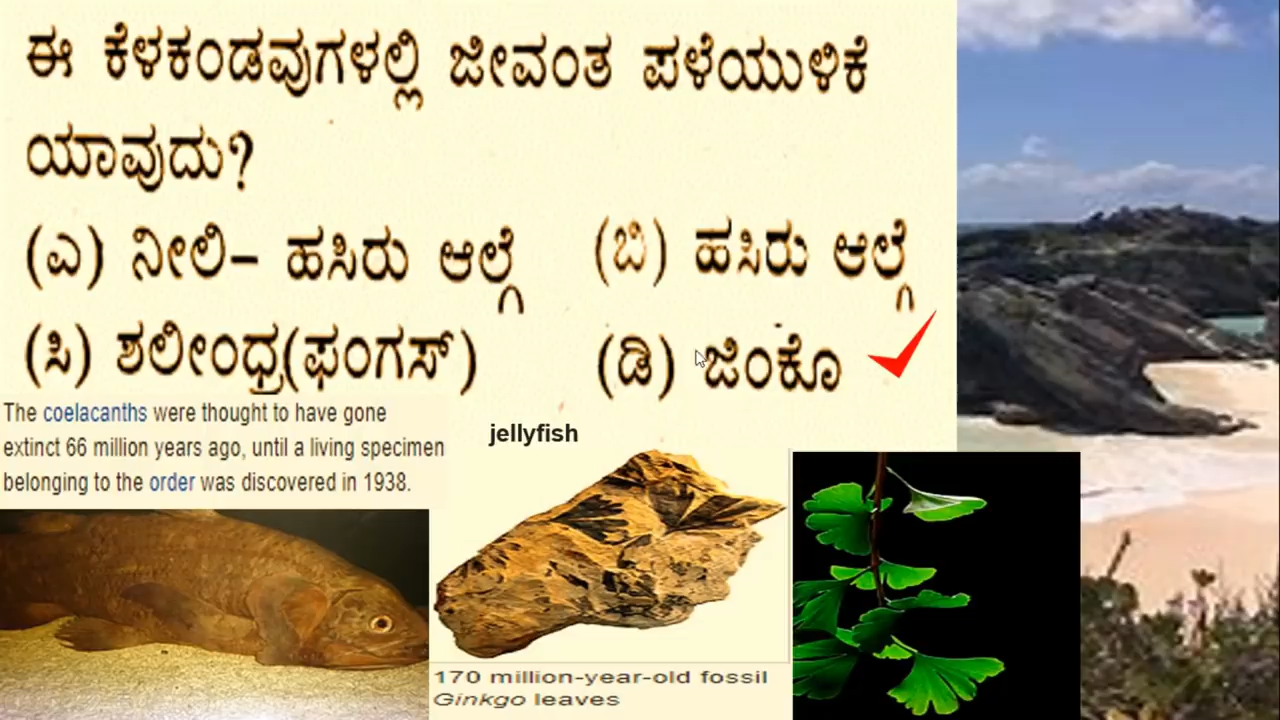 ಈ ಕೆಳಕಂಡವುಗಳಲ್ಲಿ ಜೀವಂತ ಪಳೆಯುಳಿಕೆ
ಯಾವುದು?
(ಎ) ನೀಲಿ– ಹಸಿರು ಆಲ್ಗೆ (ಬಿ) ಹಸಿರು ಆಲ್ಗೆ
(ಸಿ) ಶಲೀಂಧ್ರ(ಫಂಗಸ್) (ಡಿ) ಜಿಂಕೊ
The coelacanths were thought to have gone
extinct 66 million years ago, until a living specimen
belonging to the order was discovered in 1938.
jellyfish
170 million-year-old fossil
Ginkgo leaves